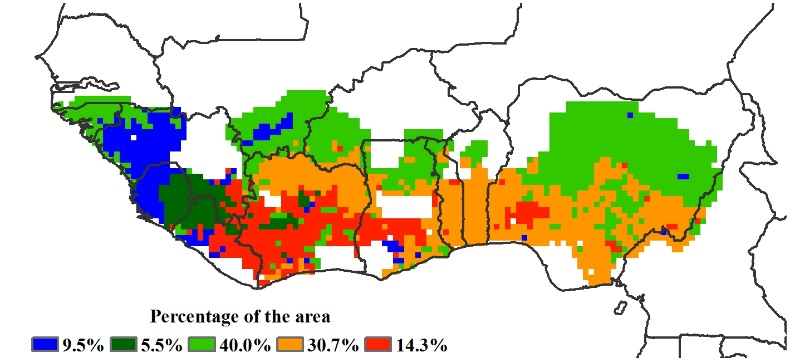 Percentage of the area
9.5% 5.5% 40.0% 30.7% 14.3%